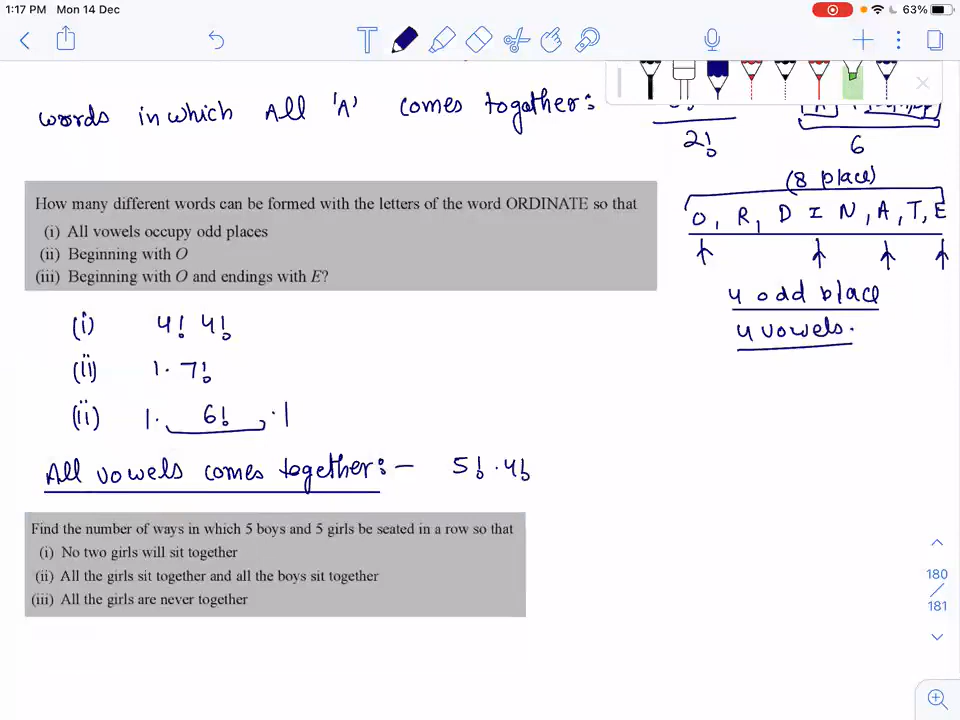 1:17 PM Mon 14 Dec
63%
words in which All 'A' comes together:
2!
6
(8 place)
O, R, D I N, A, T, E
How many different words can be formed with the letters of the word ORDINATE so that
(i) All vowels occupy odd places
(ii) Beginning with O
(iii) Beginning with O and endings with E?
4 odd place
4 vowels.
(i) 4! 4!
(ii) 1. 7!
(ii) 1. 6! .1
All vowels comes together:- 5! . 4!
Find the number of ways in which 5 boys and 5 girls be seated in a row so that
(i) No two girls will sit together
(ii) All the girls sit together and all the boys sit together
(iii) All the girls are never together
180
/
181